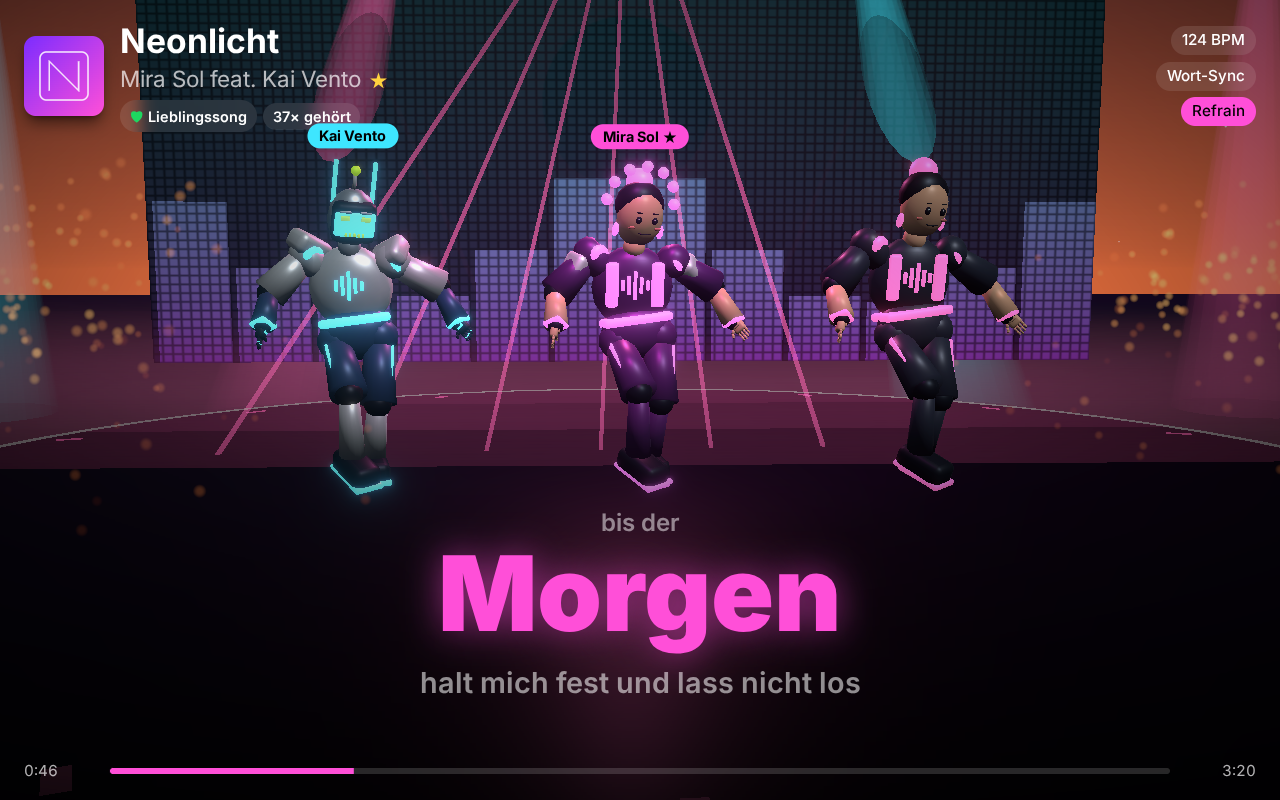 N
Neonlicht
Mira Sol feat. Kai Vento ★
Lieblingssong
37× gehört
124 BPM
Wort-Sync
Refrain
Kai Vento
Mira Sol ★
bis der
Morgen
halt mich fest und lass nicht los
0:46
3:20